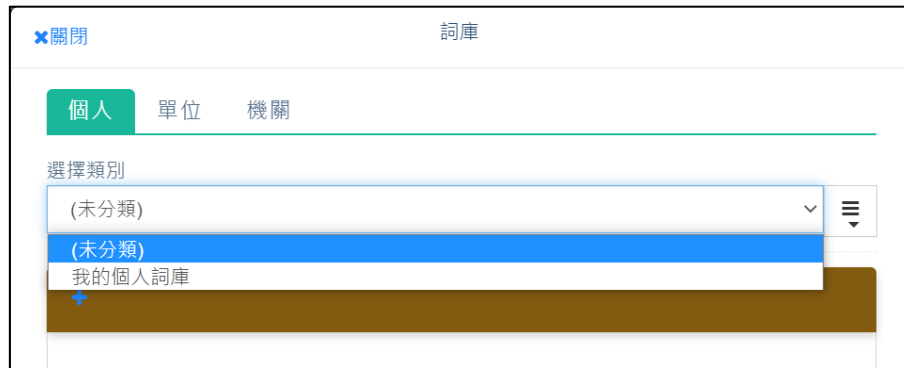 ✖關閉
詞庫
個人
單位
機關
選擇類別
(未分類)
(未分類)
我的個人詞庫
+